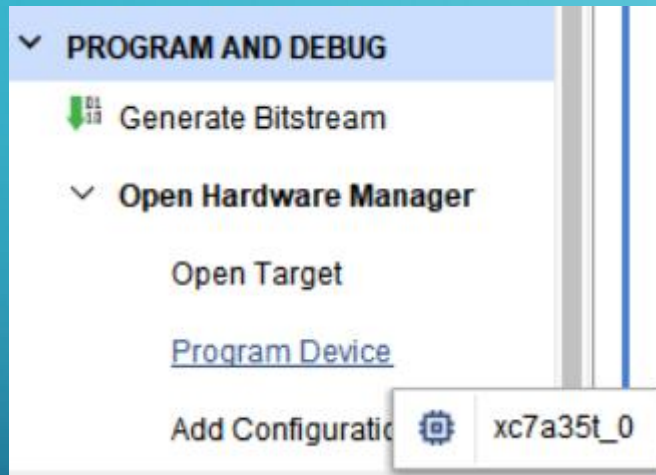 PROGRAM AND DEBUG
Generate Bitstream
Open Hardware Manager
Open Target
Program Device
Add Configuratio
xc7a35t_0